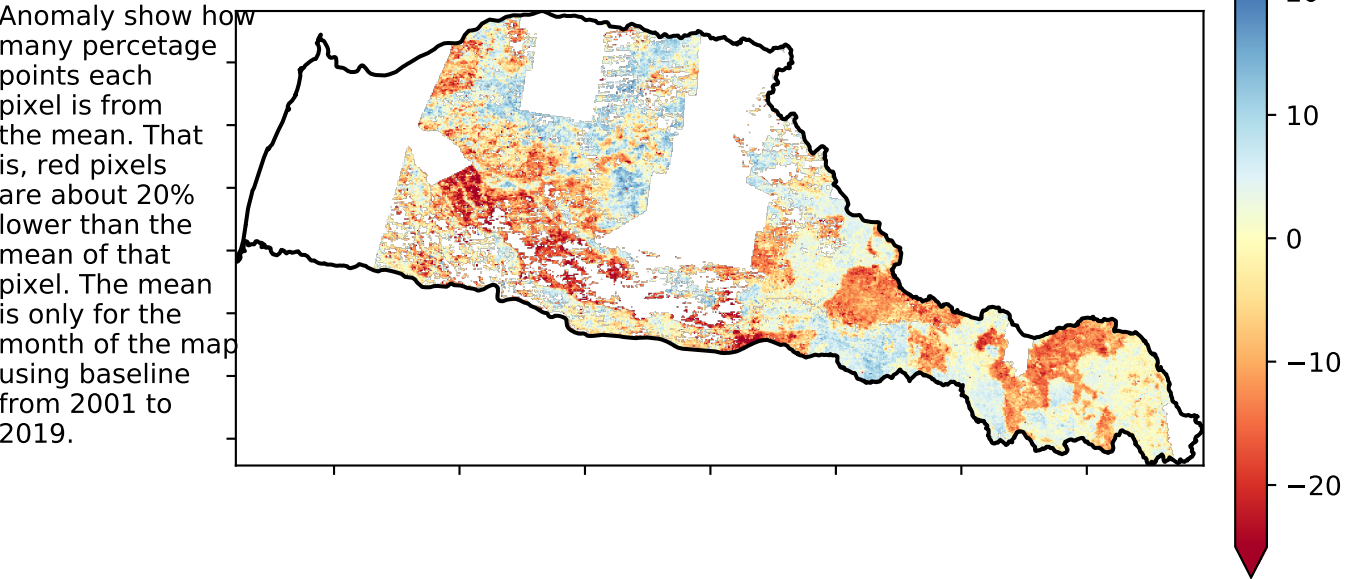 Anomaly show how
many percetage
points each
pixel is from
the mean. That
is, red pixels
are about 20%
lower than the
mean of that
pixel. The mean
is only for the
month of the map
using baseline
from 2001 to
2019.
10
0
−10
−20